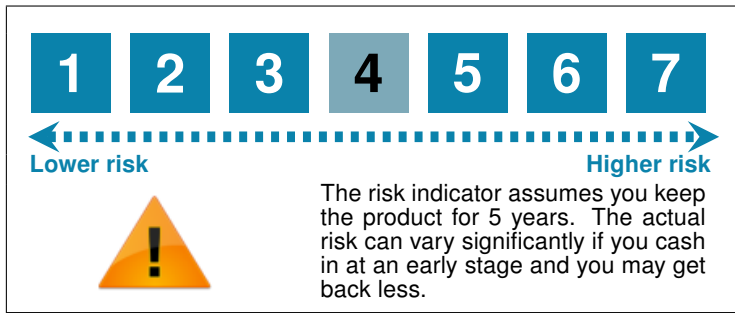 1 2 3 4 5 6 7
Lower risk Higher risk
The risk indicator assumes you keep
the product for 5 years. The actual
risk can vary significantly if you cash
in at an early stage and you may get
back less.